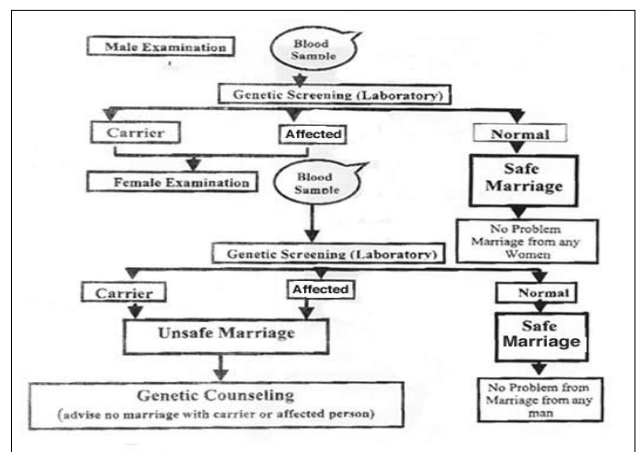 Male Examination
Blood
Sample
Genetic Screening (Laboratory)
Carrier
Affected
Normal
Female Examination
Blood
Sample
Safe
Marriage
No Problem
Marriage from any
Women
Genetic Screening (Laboratory)
Carrier
Affected
Normal
Unsafe Marriage
Safe
Marriage
Genetic Counseling
(advise no marriage with carrier or affected person)
No Problem from
Marriage from any
man